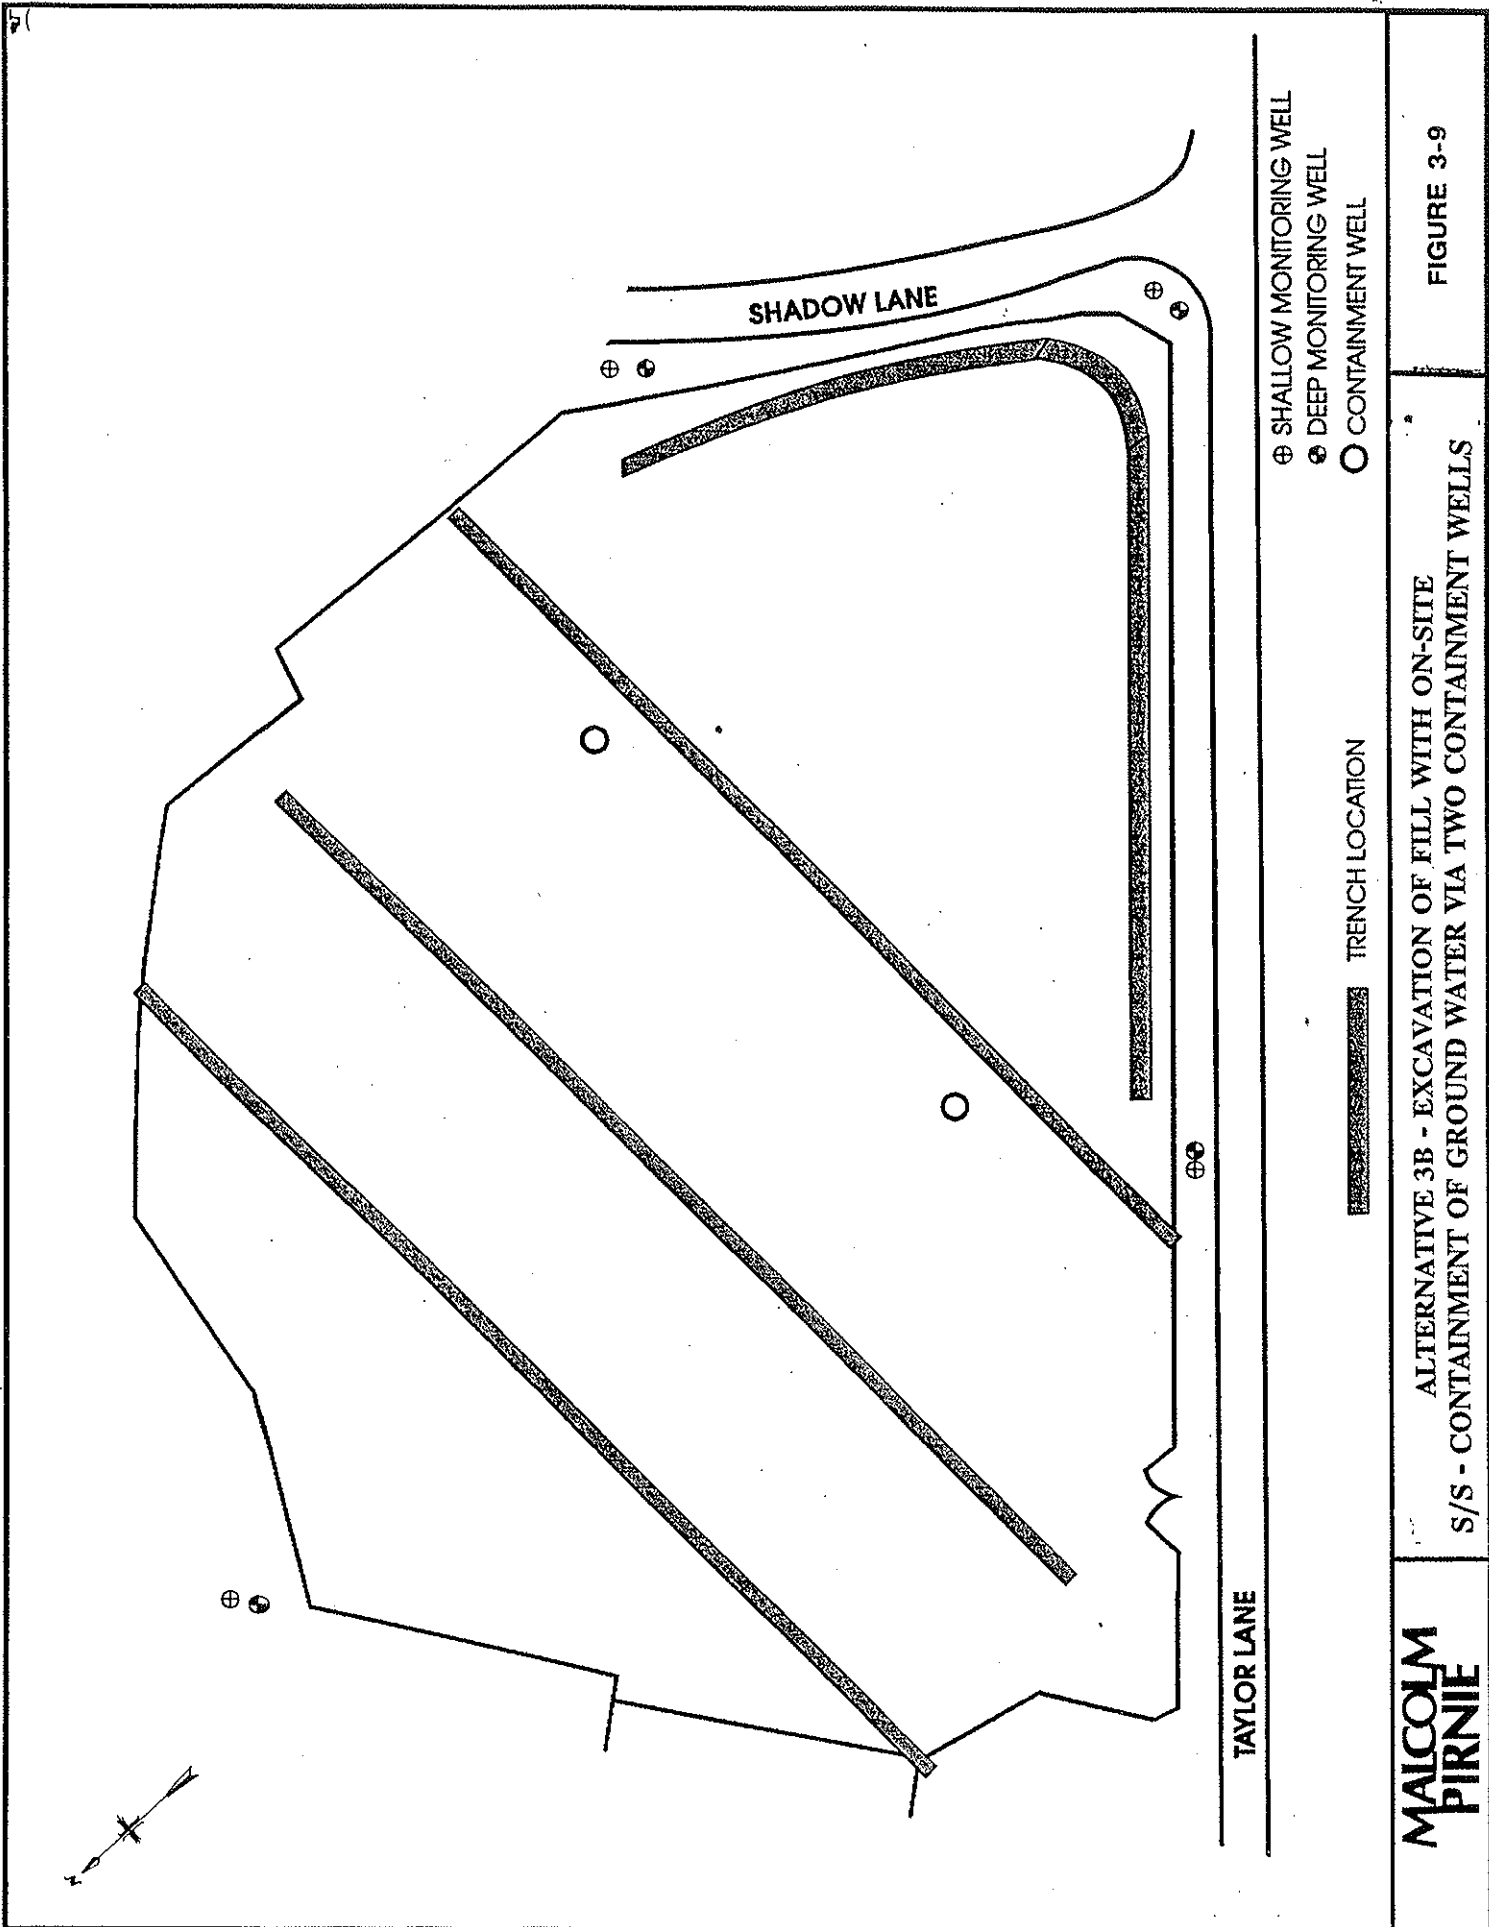 N
SHADOW LANE
TAYLOR LANE
SHALLOW MONITORING WELL
DEEP MONITORING WELL
CONTAINMENT WELL
TRENCH LOCATION
MALCOLM
PIRNIE
ALTERNATIVE 3B - EXCAVATION OF FILL WITH ON-SITE
S/S - CONTAINMENT OF GROUND WATER VIA TWO CONTAINMENT WELLS
FIGURE 3-9